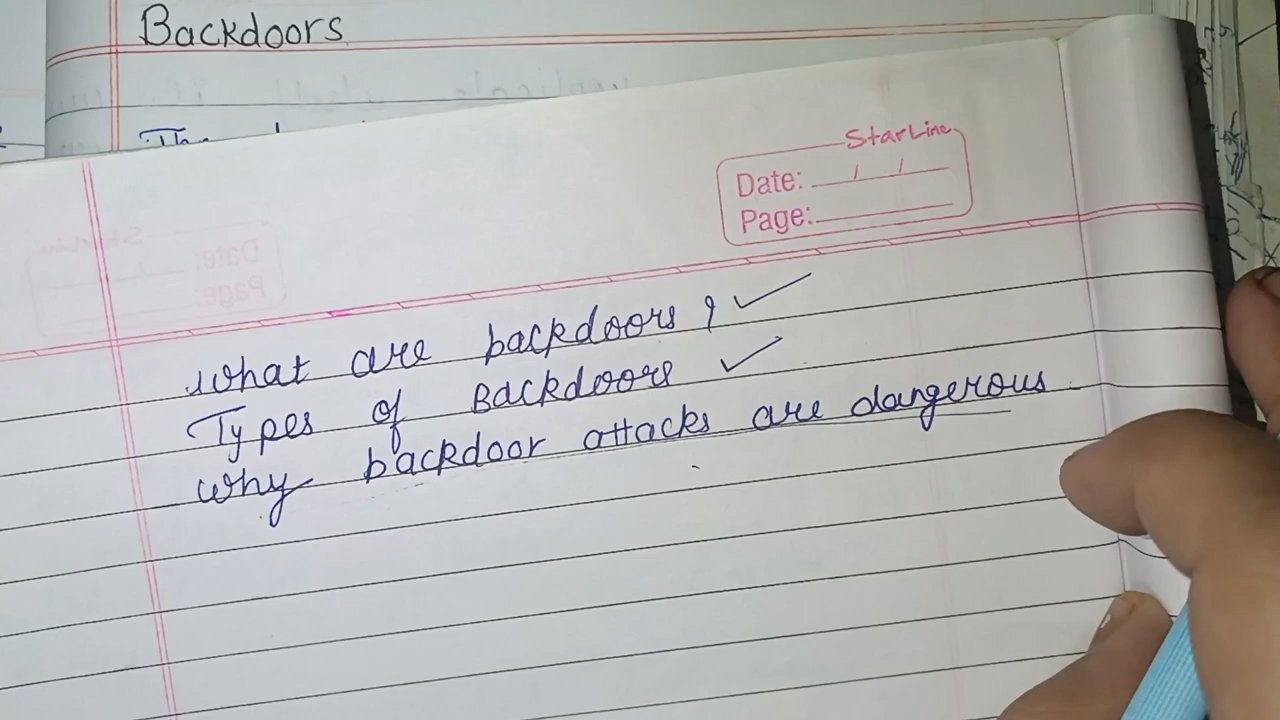 Backdoors
StarLine
Date: / /
Page:
what are backdoors ?
Types of Backdoors
why backdoor attacks are dangerous